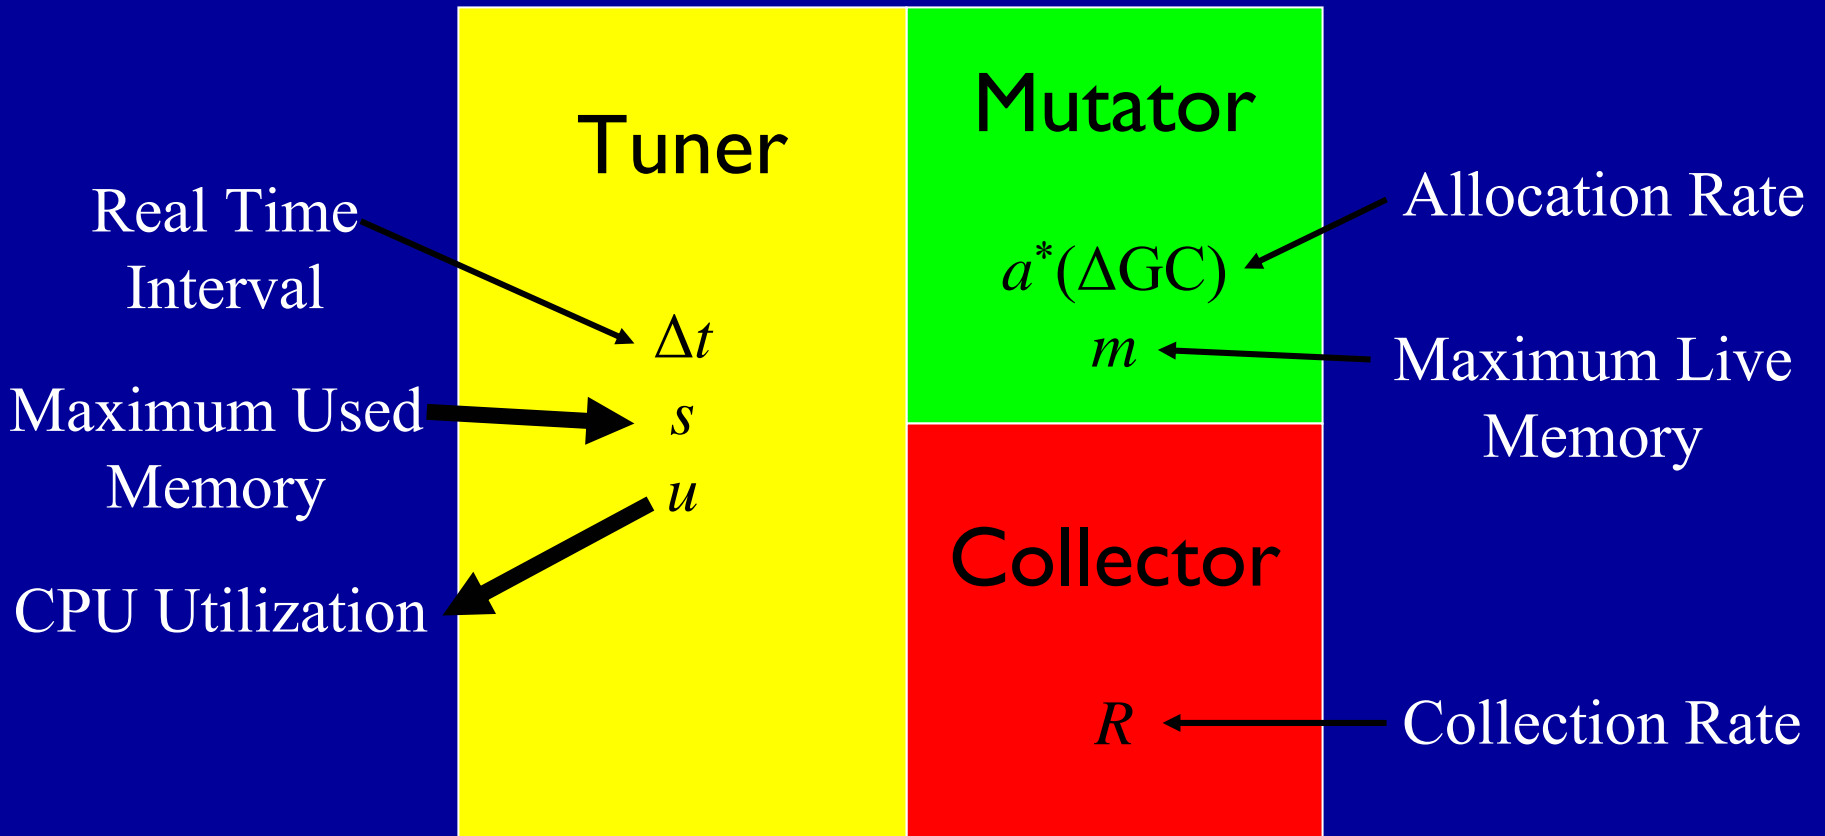 Tuner
Mutator
Real Time
Interval
Maximum Used
Memory
CPU Utilization
Δt
s
u
a*(ΔGC)
m
Collector
R
Allocation Rate
Maximum Live
Memory
Collection Rate